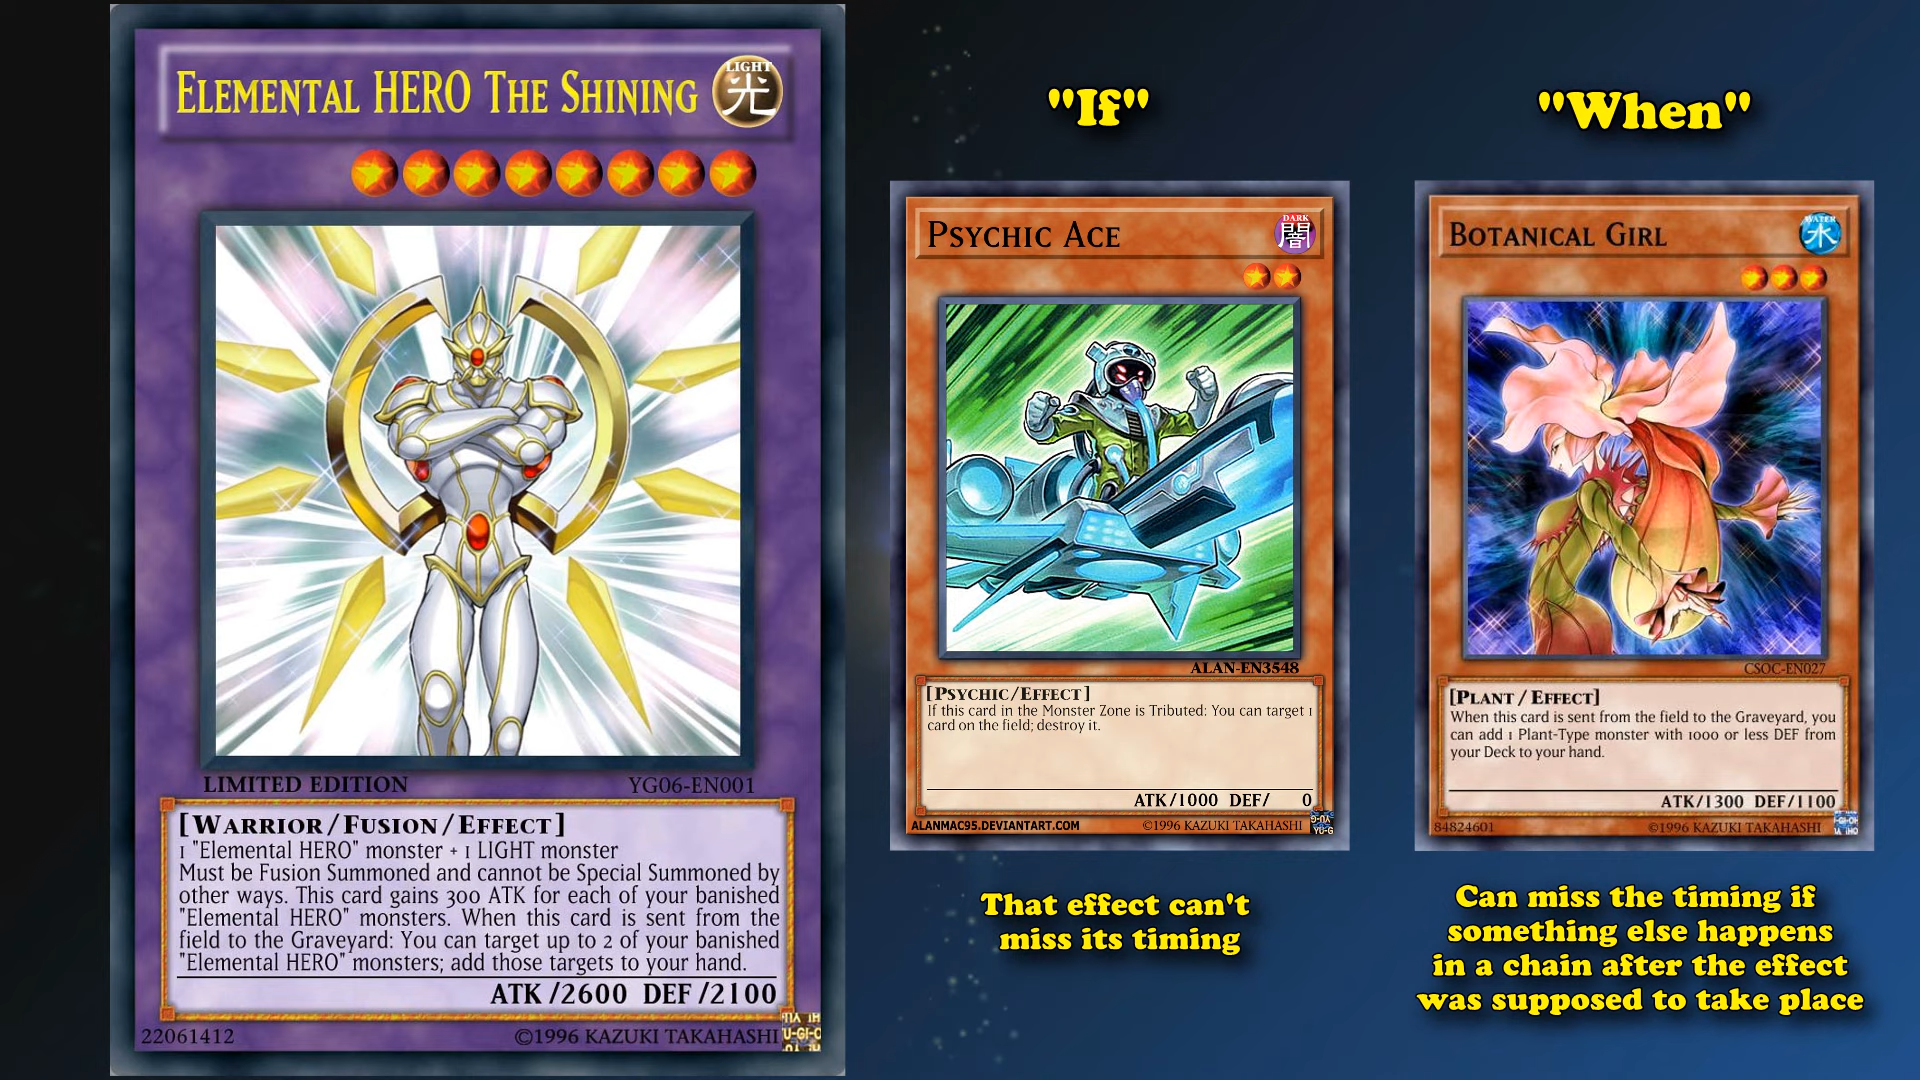 ELEMENTAL HERO THE SHINING
LIGHT
光
LIMITED EDITION
YG06-EN001
[WARRIOR/FUSION/EFFECT]
1 "Elemental HERO" monster + 1 LIGHT monster
Must be Fusion Summoned and cannot be Special Summoned by
other ways. This card gains 300 ATK for each of your banished
"Elemental HERO" monsters. When this card is sent from the
field to the Graveyard: You can target up to 2 of your banished
"Elemental HERO" monsters; add those targets to your hand.
ATK/2600 DEF/2100
22061412
©1996 KAZUKI TAKAHASHI
"If"
PSYCHIC ACE
DARK
闇
ALAN-EN3548
[PSYCHIC/EFFECT]
If this card in the Monster Zone is Tributed: You can target 1
card on the field; destroy it.
ATK/1000 DEF/ 0
ALANMAC95.DEVIANTART.COM
©1996 KAZUKI TAKAHASHI
That effect can't
miss its timing
"When"
BOTANICAL GIRL
WATER
水
CSOC-EN027
[PLANT/EFFECT]
When this card is sent from the field to the Graveyard, you
can add 1 Plant-Type monster with 1000 or less DEF from
your Deck to your hand.
ATK/1300 DEF/1100
84824601
©1996 KAZUKI TAKAHASHI
Can miss the timing if
something else happens
in a chain after the effect
was supposed to take place